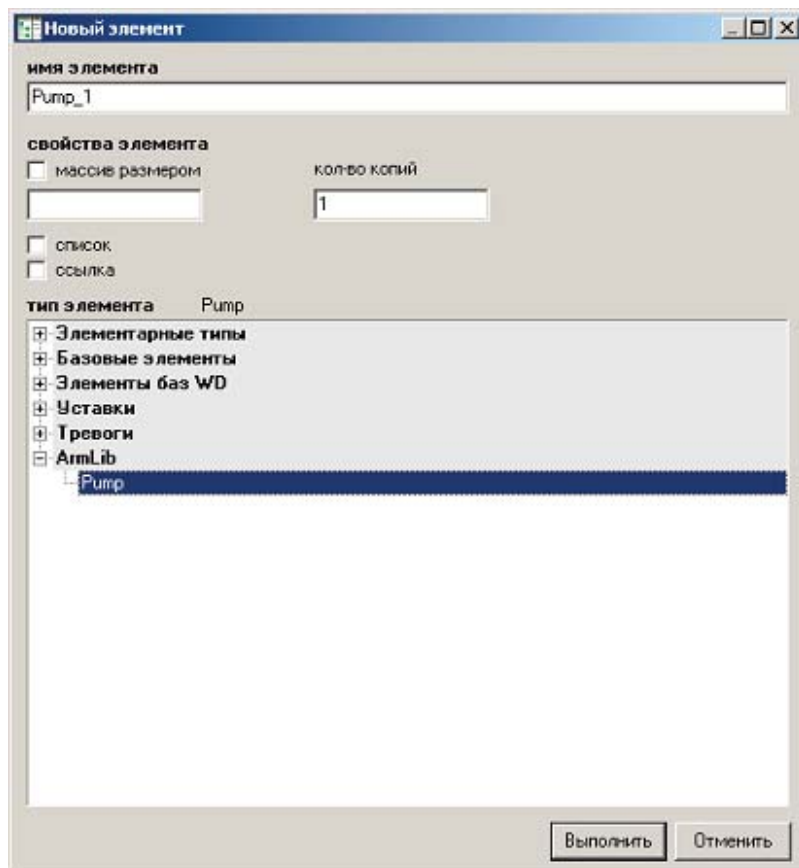 Новый элемент
имя элемента
Pump_1
свойства элемента
массив размером кол-во копий
1
список
ссылка
тип элемента Pump
Элементарные типы
Базовые элементы
Элементы баз WD
Уставки
Тревоги
ArmLib
Pump
Выполнить Отменить